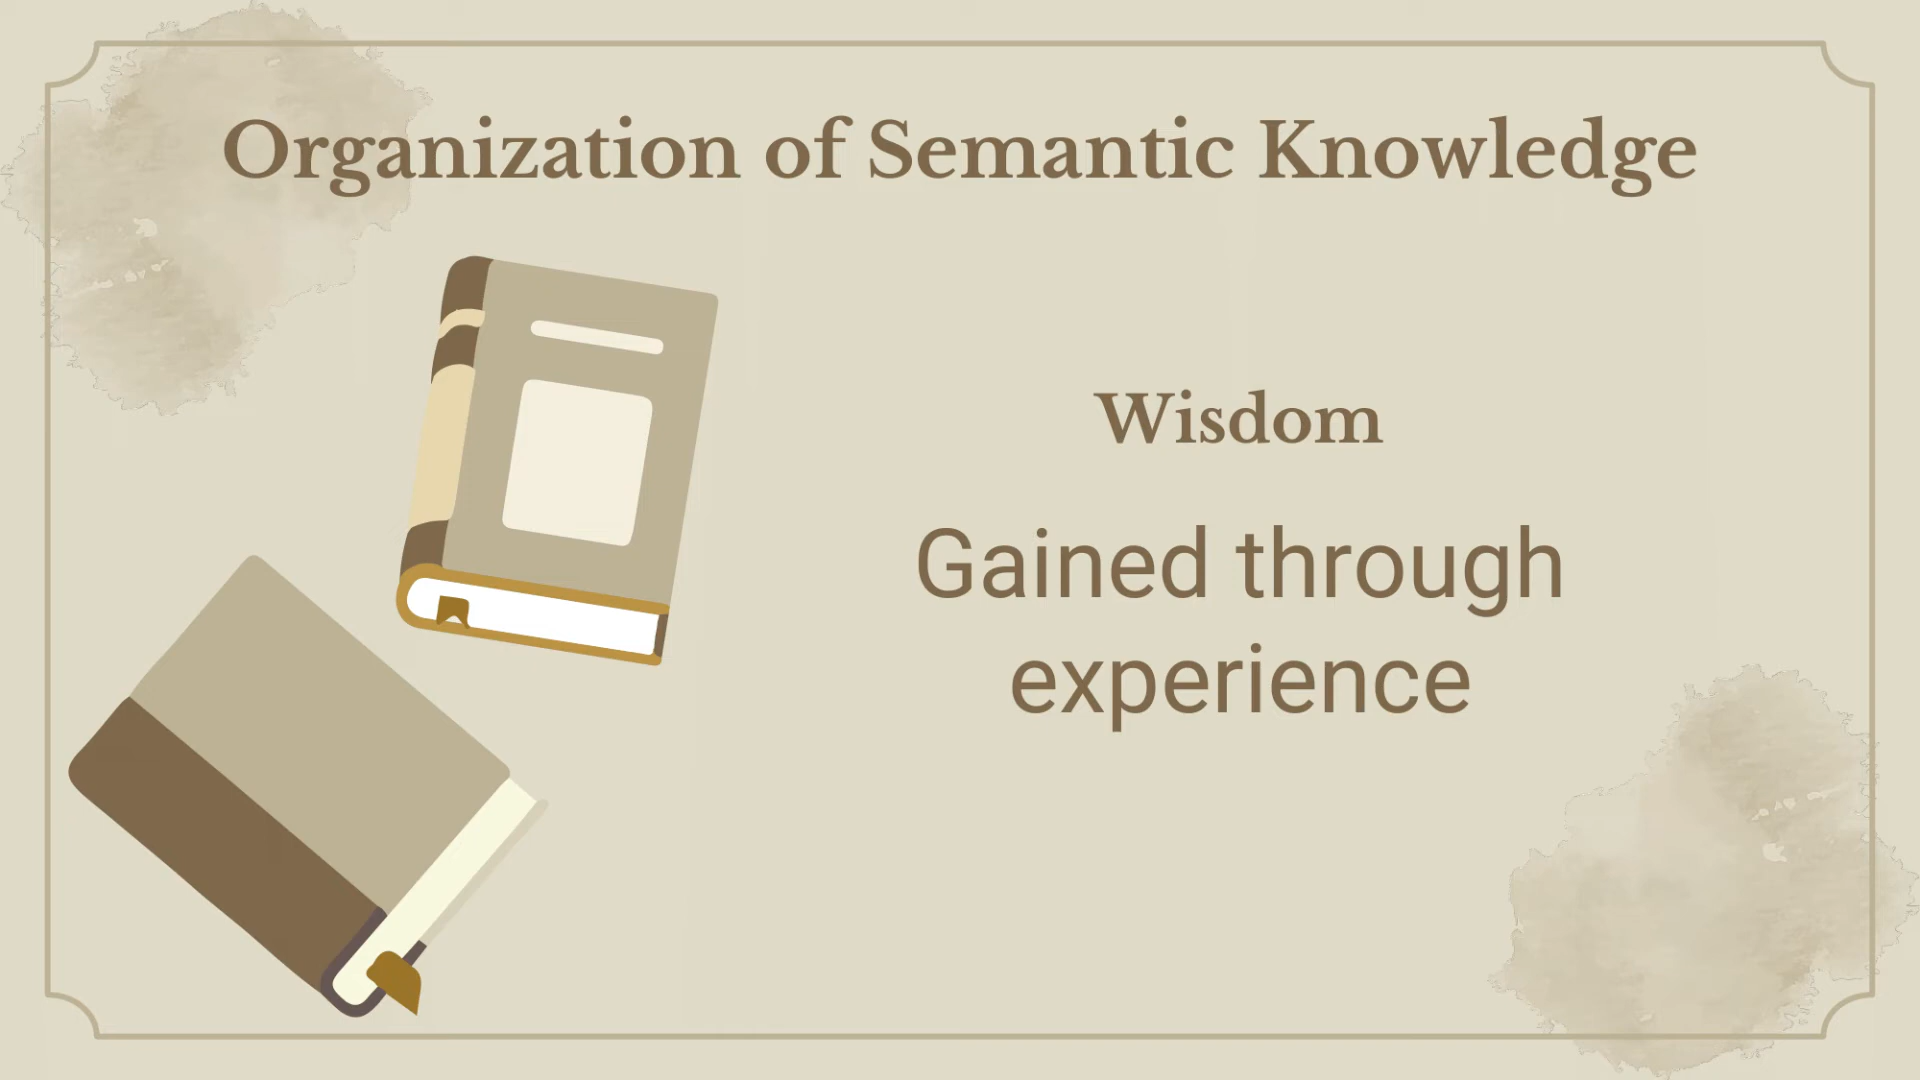 Organization of Semantic Knowledge
Wisdom
Gained through
experience